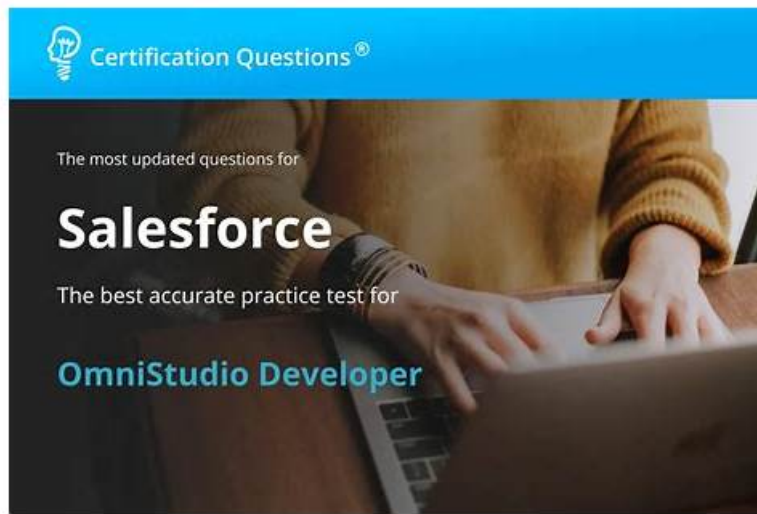 Certification Questions®
The most updated questions for
Salesforce
The best accurate practice test for
OmniStudio Developer